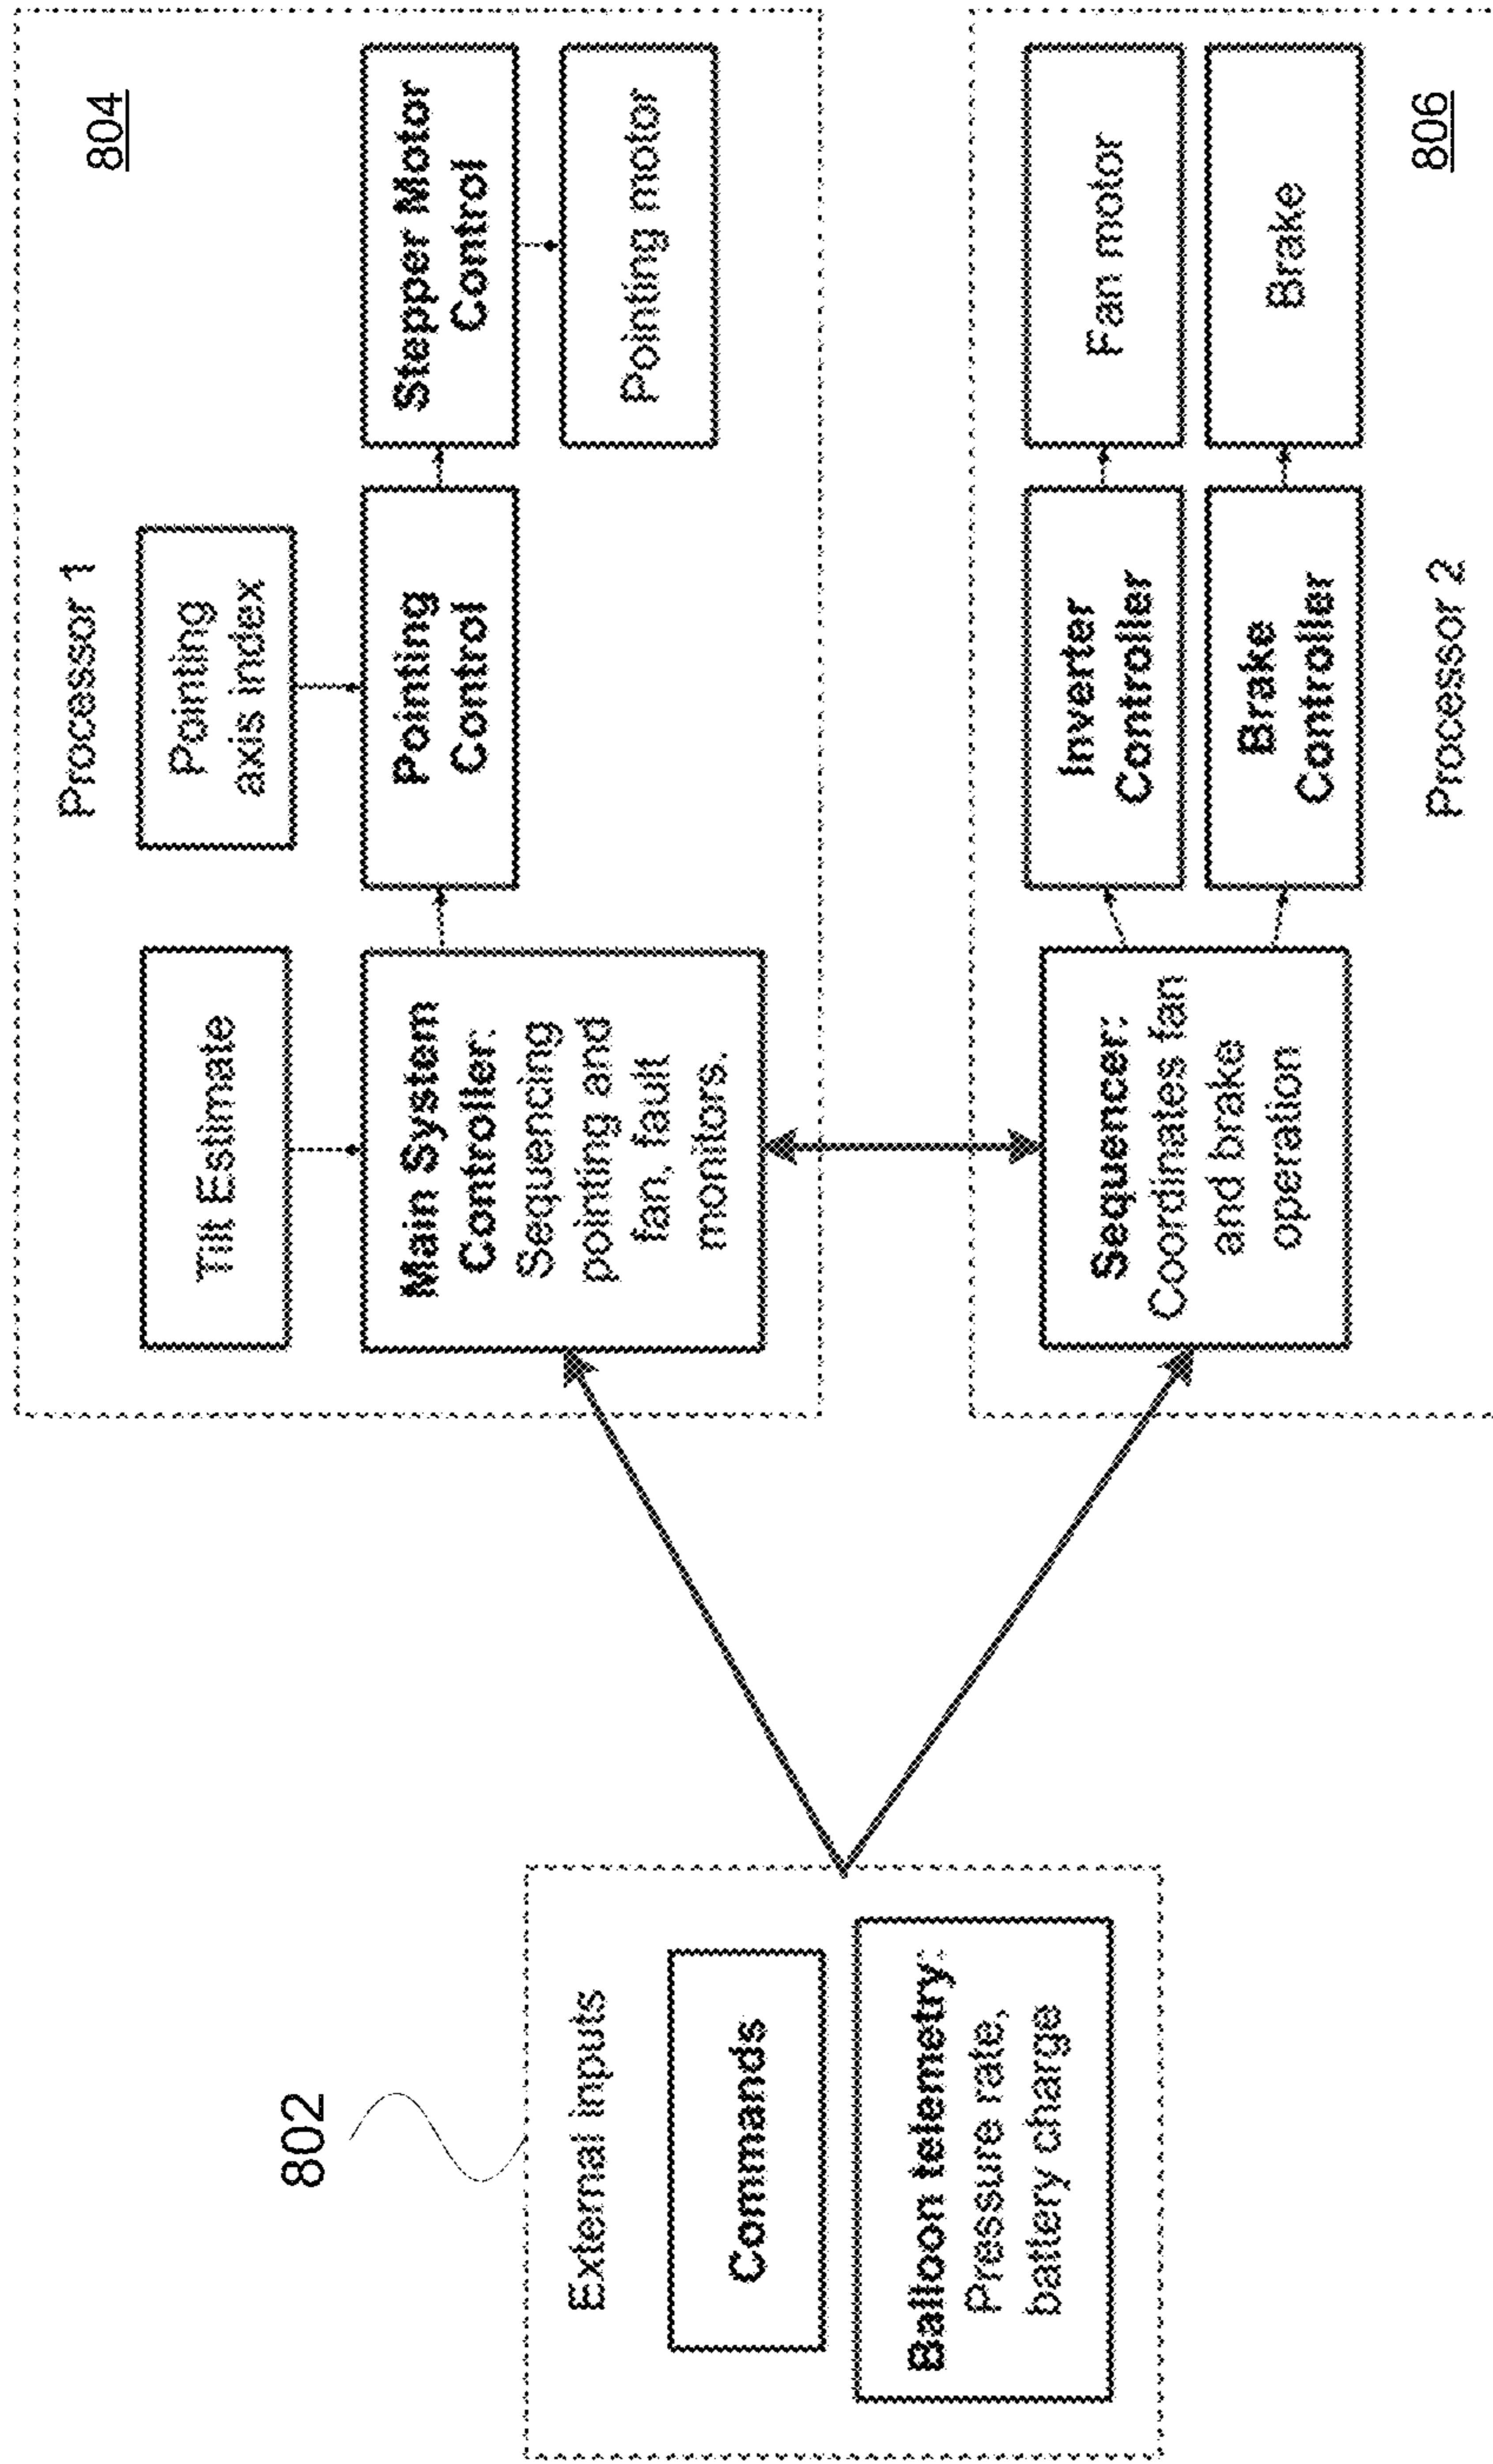 802
External inputs
Commands
Balloon telemetry:
Pressure rate,
battery charge
Processor 1
804
Tilt Estimate
Main System
Controller:
Sequencing
pointing and
fan, fault
monitors.
Pointing
axis index
Pointing
Control
Stepper Motor
Control
Pointing motor
Sequencer:
Coordinates fan
and brake
operation
Inverter
Controller
Fan motor
Brake
Controller
Brake
Processor 2
806